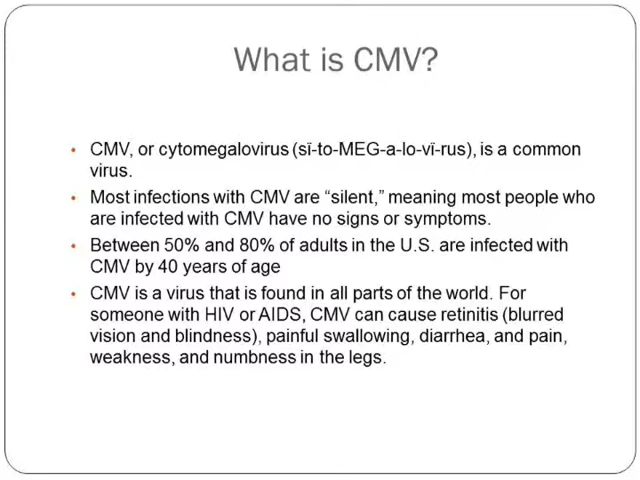 What is CMV?
• CMV, or cytomegalovirus (sī-to-MEG-a-lo-vī-rus), is a common
virus.
• Most infections with CMV are “silent,” meaning most people who
are infected with CMV have no signs or symptoms.
• Between 50% and 80% of adults in the U.S. are infected with
CMV by 40 years of age
• CMV is a virus that is found in all parts of the world. For
someone with HIV or AIDS, CMV can cause retinitis (blurred
vision and blindness), painful swallowing, diarrhea, and pain,
weakness, and numbness in the legs.